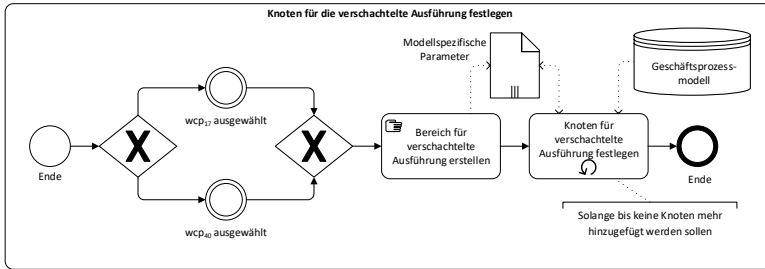 Knoten für die verschachtelte Ausführung festlegen
Modellspezifische
Parameter
Geschäftsprozess-
modell
wcp17 ausgewählt
X
X
Bereich für
verschachtelte
Ausführung erstellen
Knoten für
verschachtelte
Ausführung festlegen
Ende
Ende
wcp40 ausgewählt
Solange bis keine Knoten mehr
hinzugefügt werden sollen